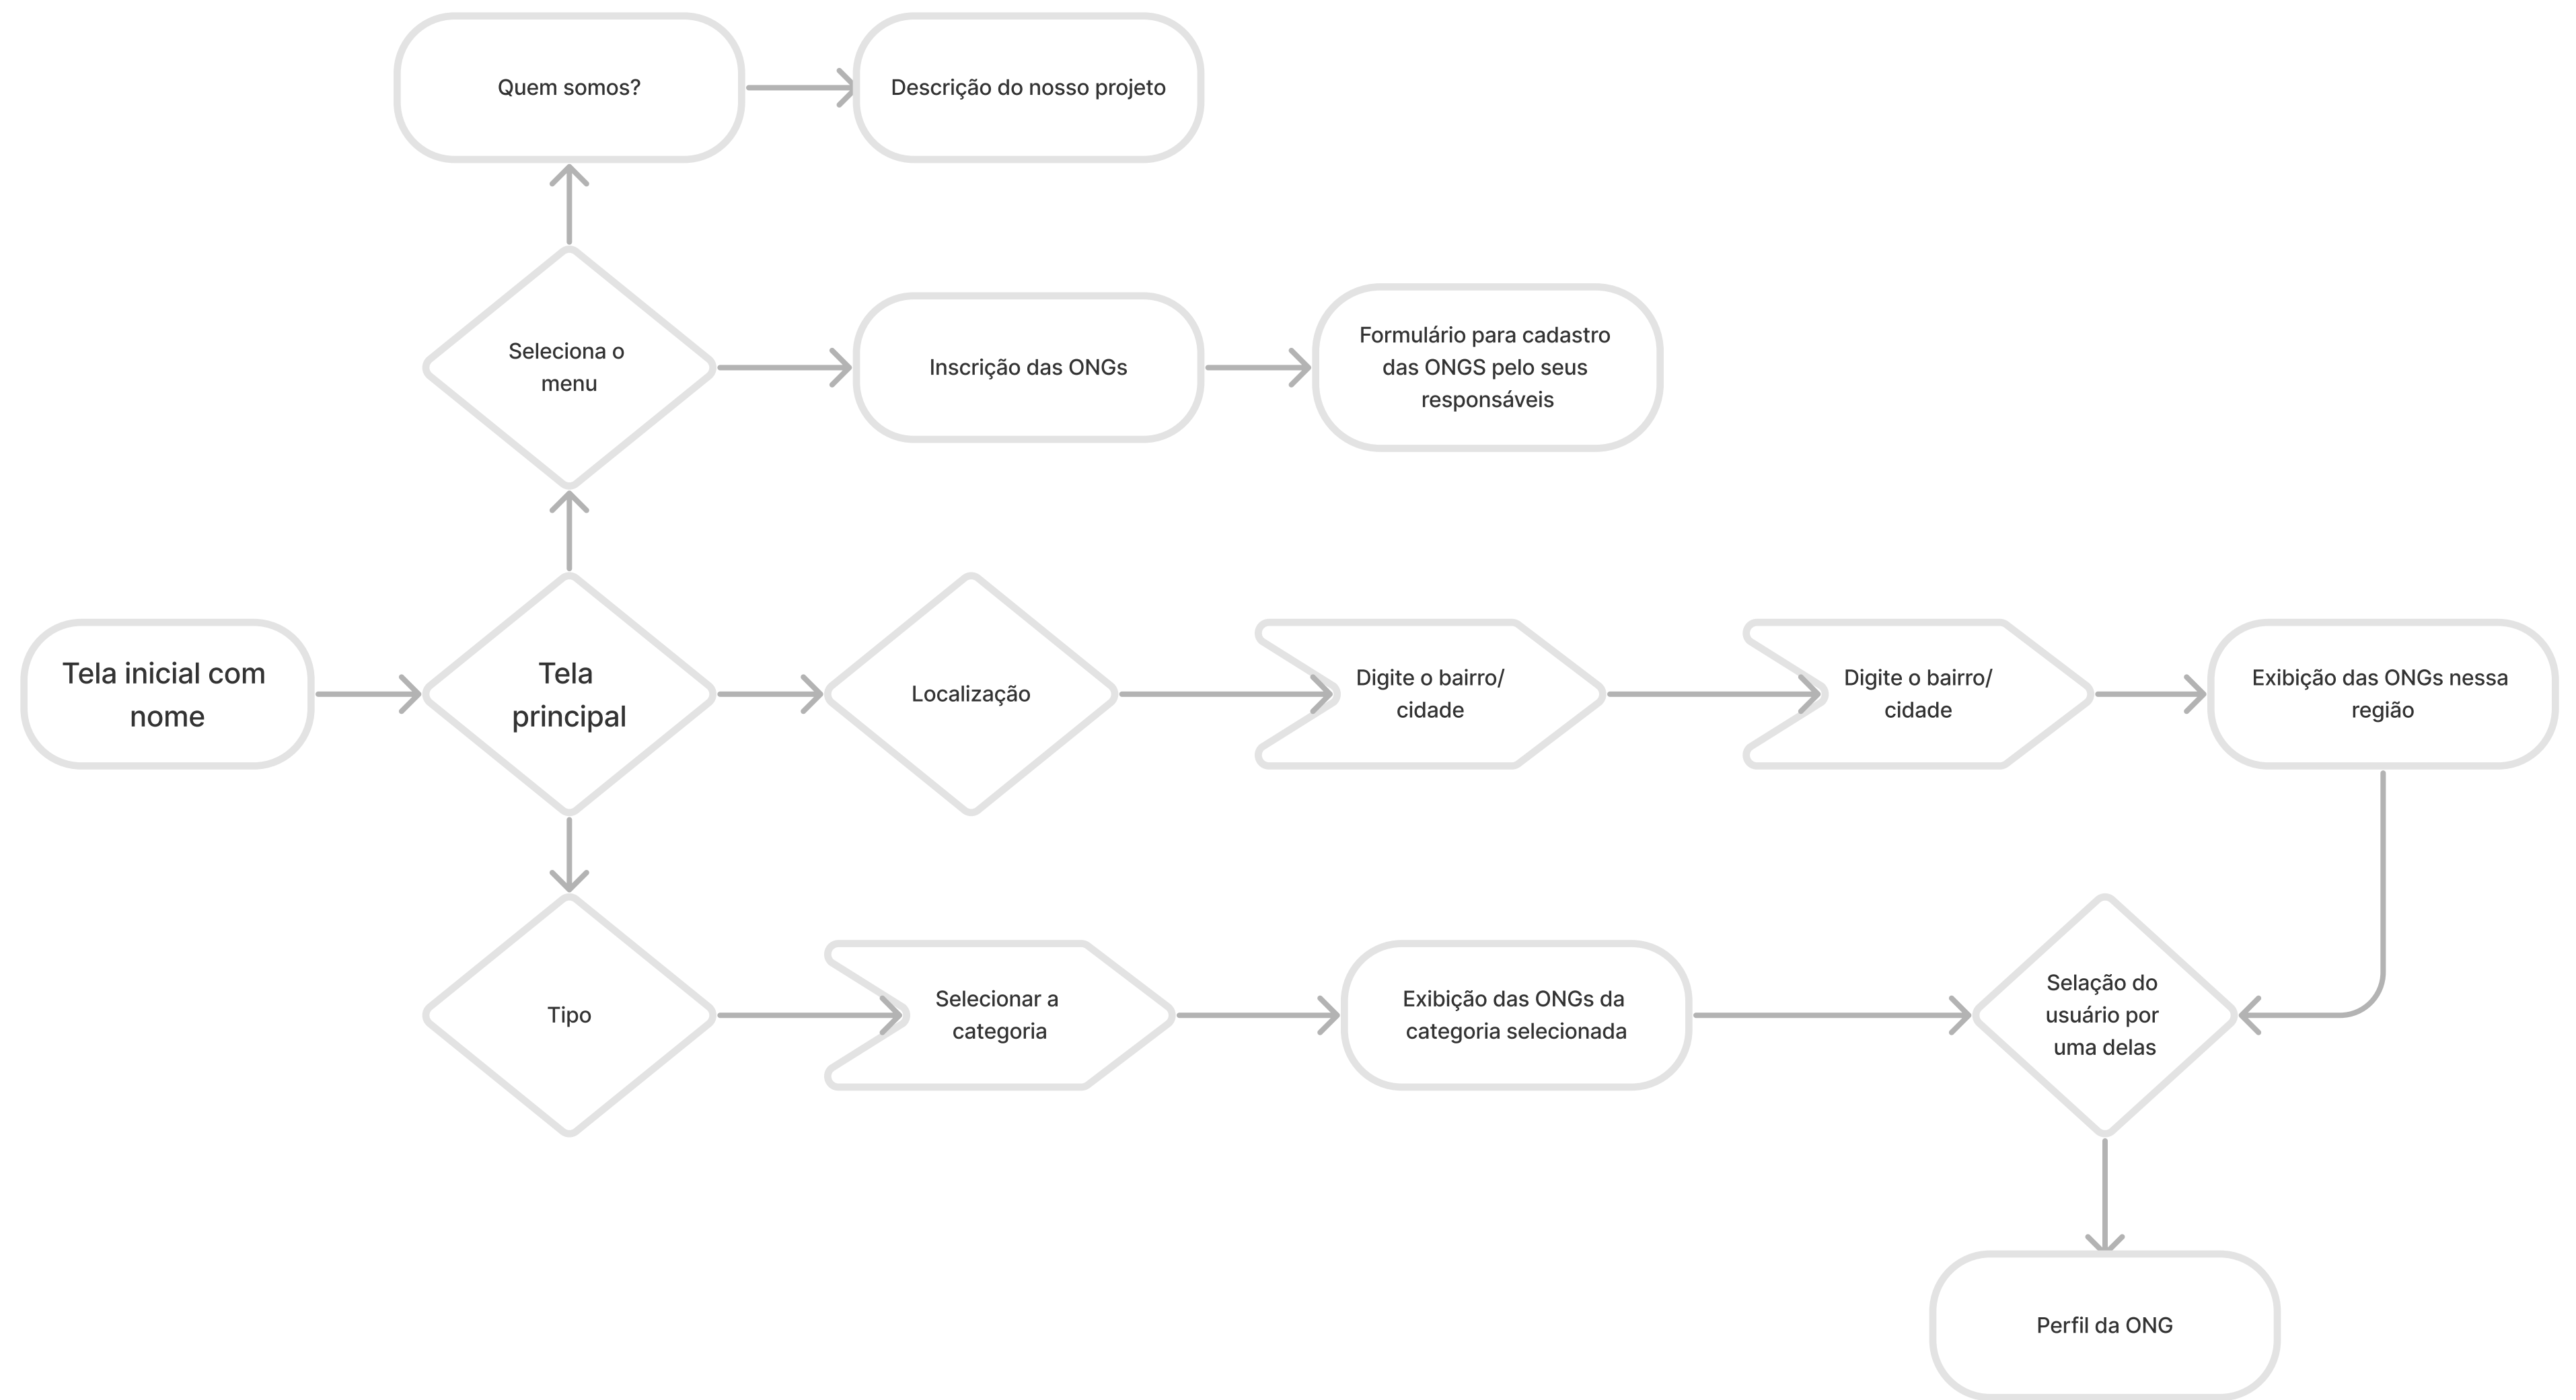 Quem somos?
Descrição do nosso projeto
Seleciona o
menu
Inscrição das ONGs
Formulário para cadastro
das ONGS pelo seus
responsáveis
Tela inicial com
nome
Tela
principal
Localização
Digite o bairro/
cidade
Digite o bairro/
cidade
Exibição das ONGs nessa
região
Tipo
Selecionar a
categoria
Exibição das ONGs da
categoria selecionada
Selação do
usuário por
uma delas
Perfil da ONG